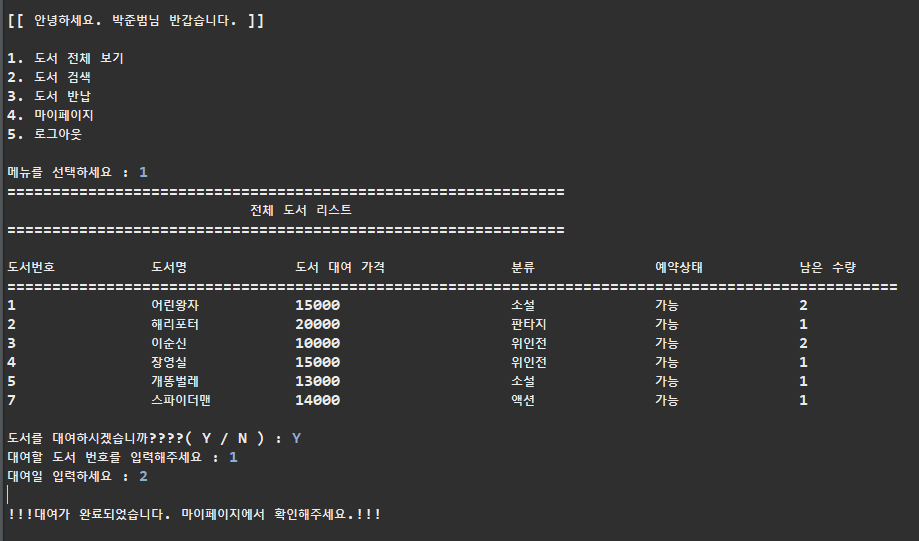 [[ 안녕하세요. 박준범님 반갑습니다. ]]
1. 도서 전체 보기
2. 도서 검색
3. 도서 반납
4. 마이페이지
5. 로그아웃
메뉴를 선택하세요 : 1
==============================================================
전체 도서 리스트
==============================================================
도서번호 도서명 도서 대여 가격 분류 예약상태 남은 수량
===================================================================================================
1 어린왕자 15000 소설 가능 2
2 해리포터 20000 판타지 가능 1
3 이순신 10000 위인전 가능 2
4 장영실 15000 위인전 가능 1
5 개똥벌레 13000 소설 가능 1
7 스파이더맨 14000 액션 가능 1
도서를 대여하시겠습니까????( Y / N ) : Y
대여할 도서 번호를 입력해주세요 : 1
대여일 입력하세요 : 2
!!!대여가 완료되었습니다. 마이페이지에서 확인해주세요.!!!